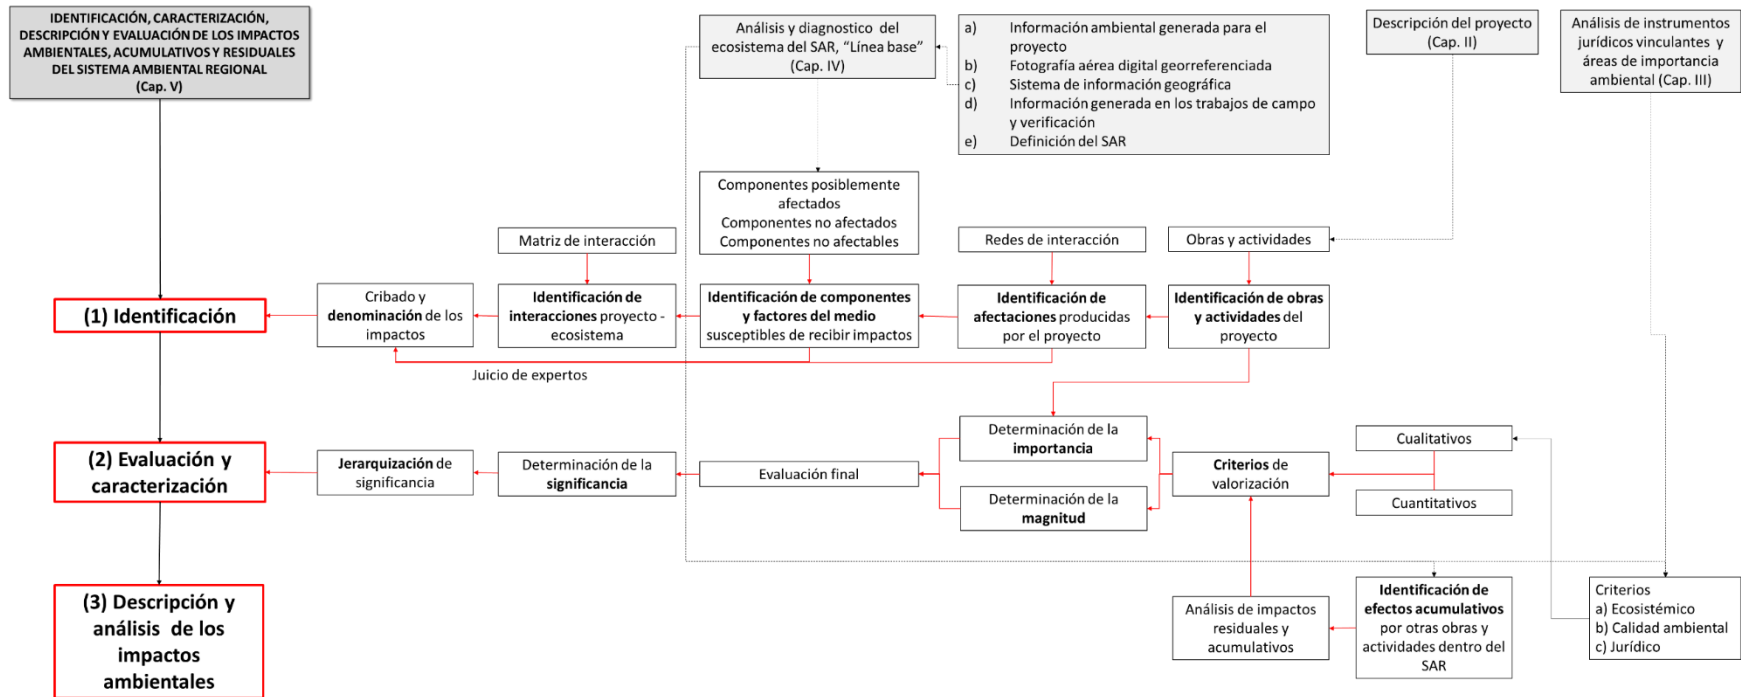 IDENTIFICACIÓN, CARACTERIZACIÓN,
DESCRIPCIÓN Y EVALUACIÓN DE LOS IMPACTOS
AMBIENTALES, ACUMULATIVOS Y RESIDUALES
DEL SISTEMA AMBIENTAL REGIONAL
(Cap. V)
Análisis y diagnostico del
ecosistema del SAR, “Línea base”
(Cap. IV)
a) Información ambiental generada para el
proyecto
b) Fotografía aérea digital georreferenciada
c) Sistema de información geográfica
d) Información generada en los trabajos de campo
y verificación
e) Definición del SAR
Descripción del proyecto
(Cap. II)
Análisis de instrumentos
jurídicos vinculantes y
áreas de importancia
ambiental (Cap. III)
Componentes posiblemente
afectados
Componentes no afectados
Componentes no afectables
Matriz de interacción
Redes de interacción
Obras y actividades
(1) Identificación
Cribado y
denominación de los
impactos
Identificación de
interacciones proyecto -
ecosistema
Identificación de componentes
y factores del medio
susceptibles de recibir impactos
Identificación de
afectaciones producidas
por el proyecto
Identificación de obras
y actividades del
proyecto
Juicio de expertos
(2) Evaluación y
caracterización
Jerarquización de
significancia
Determinación de la
significancia
Evaluación final
Determinación de la
importancia
Determinación de la
magnitud
Criterios de
valorización
Cualitativos
Cuantitativos
(3) Descripción y
análisis de los
impactos
ambientales
Análisis de impactos
residuales y
acumulativos
Identificación de
efectos acumulativos
por otras obras y
actividades dentro del
SAR
Criterios
a) Ecosistémico
b) Calidad ambiental
c) Jurídico